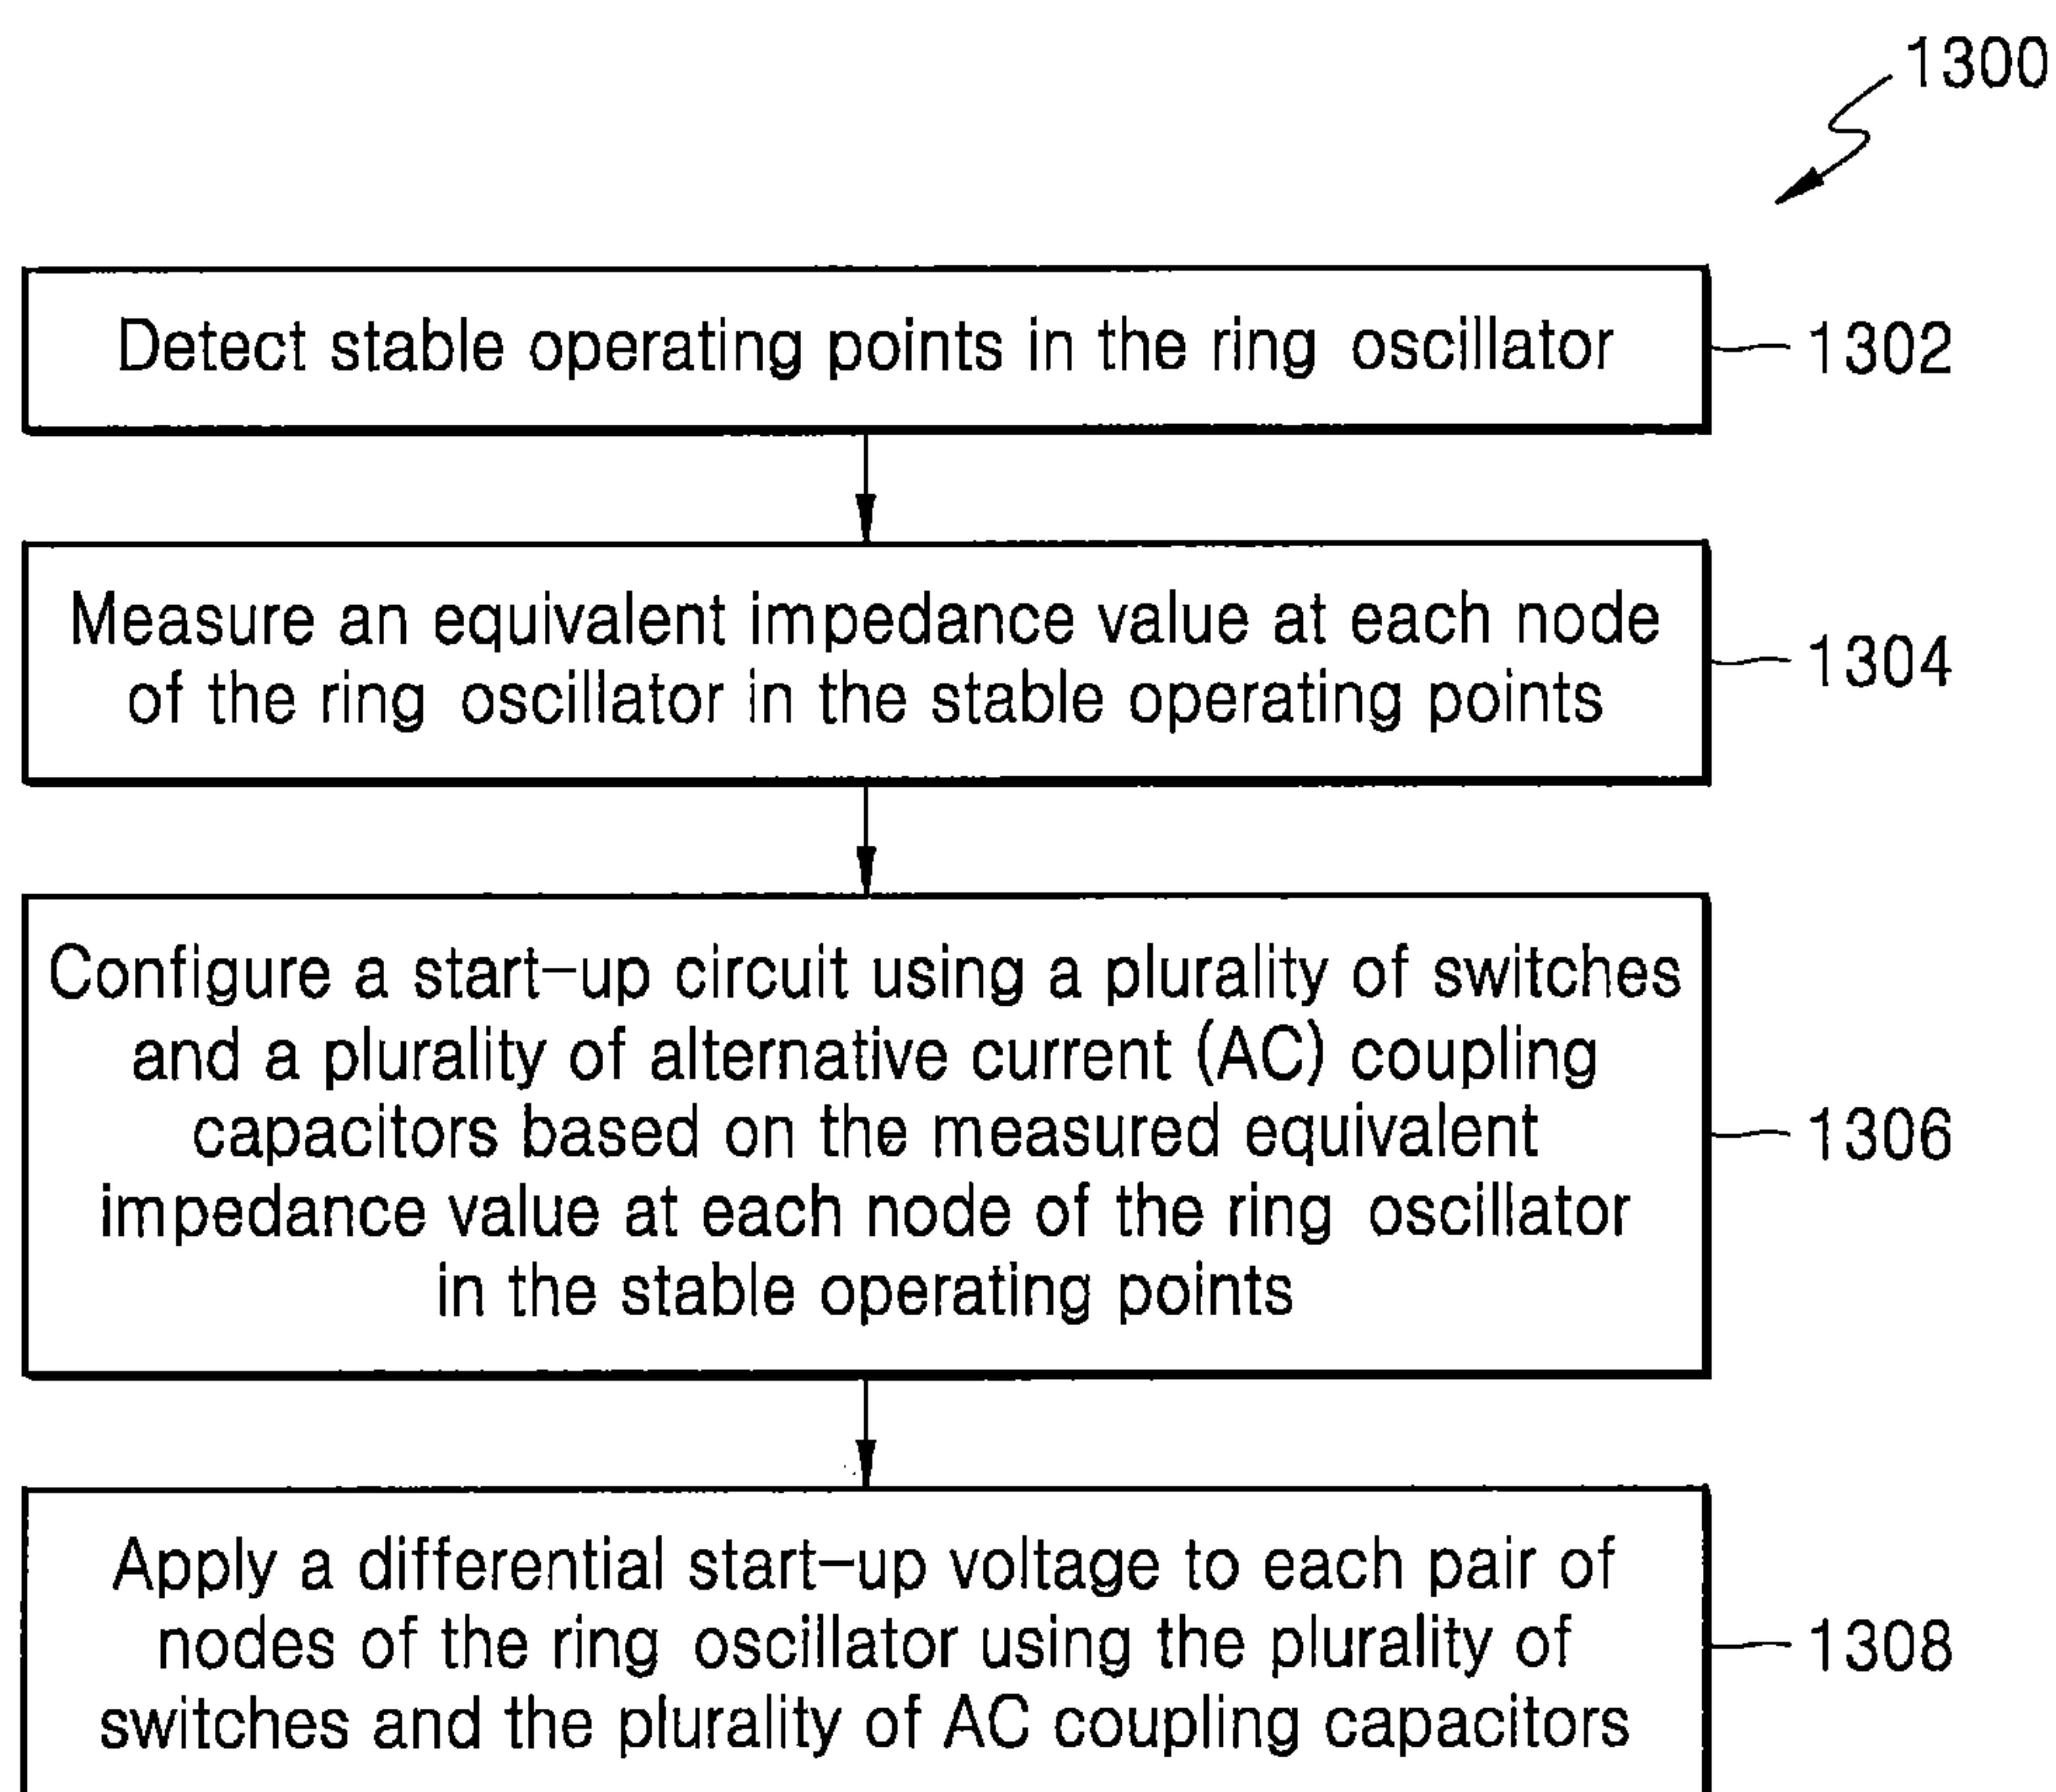 1300
Detect stable operating points in the ring oscillator
1302
Measure an equivalent impedance value at each node
of the ring oscillator in the stable operating points
1304
Configure a start-up circuit using a plurality of switches
and a plurality of alternative current (AC) coupling
capacitors based on the measured equivalent
impedance value at each node of the ring oscillator
in the stable operating points
1306
Apply a differential start-up voltage to each pair of
nodes of the ring oscillator using the plurality of
switches and the plurality of AC coupling capacitors
1308